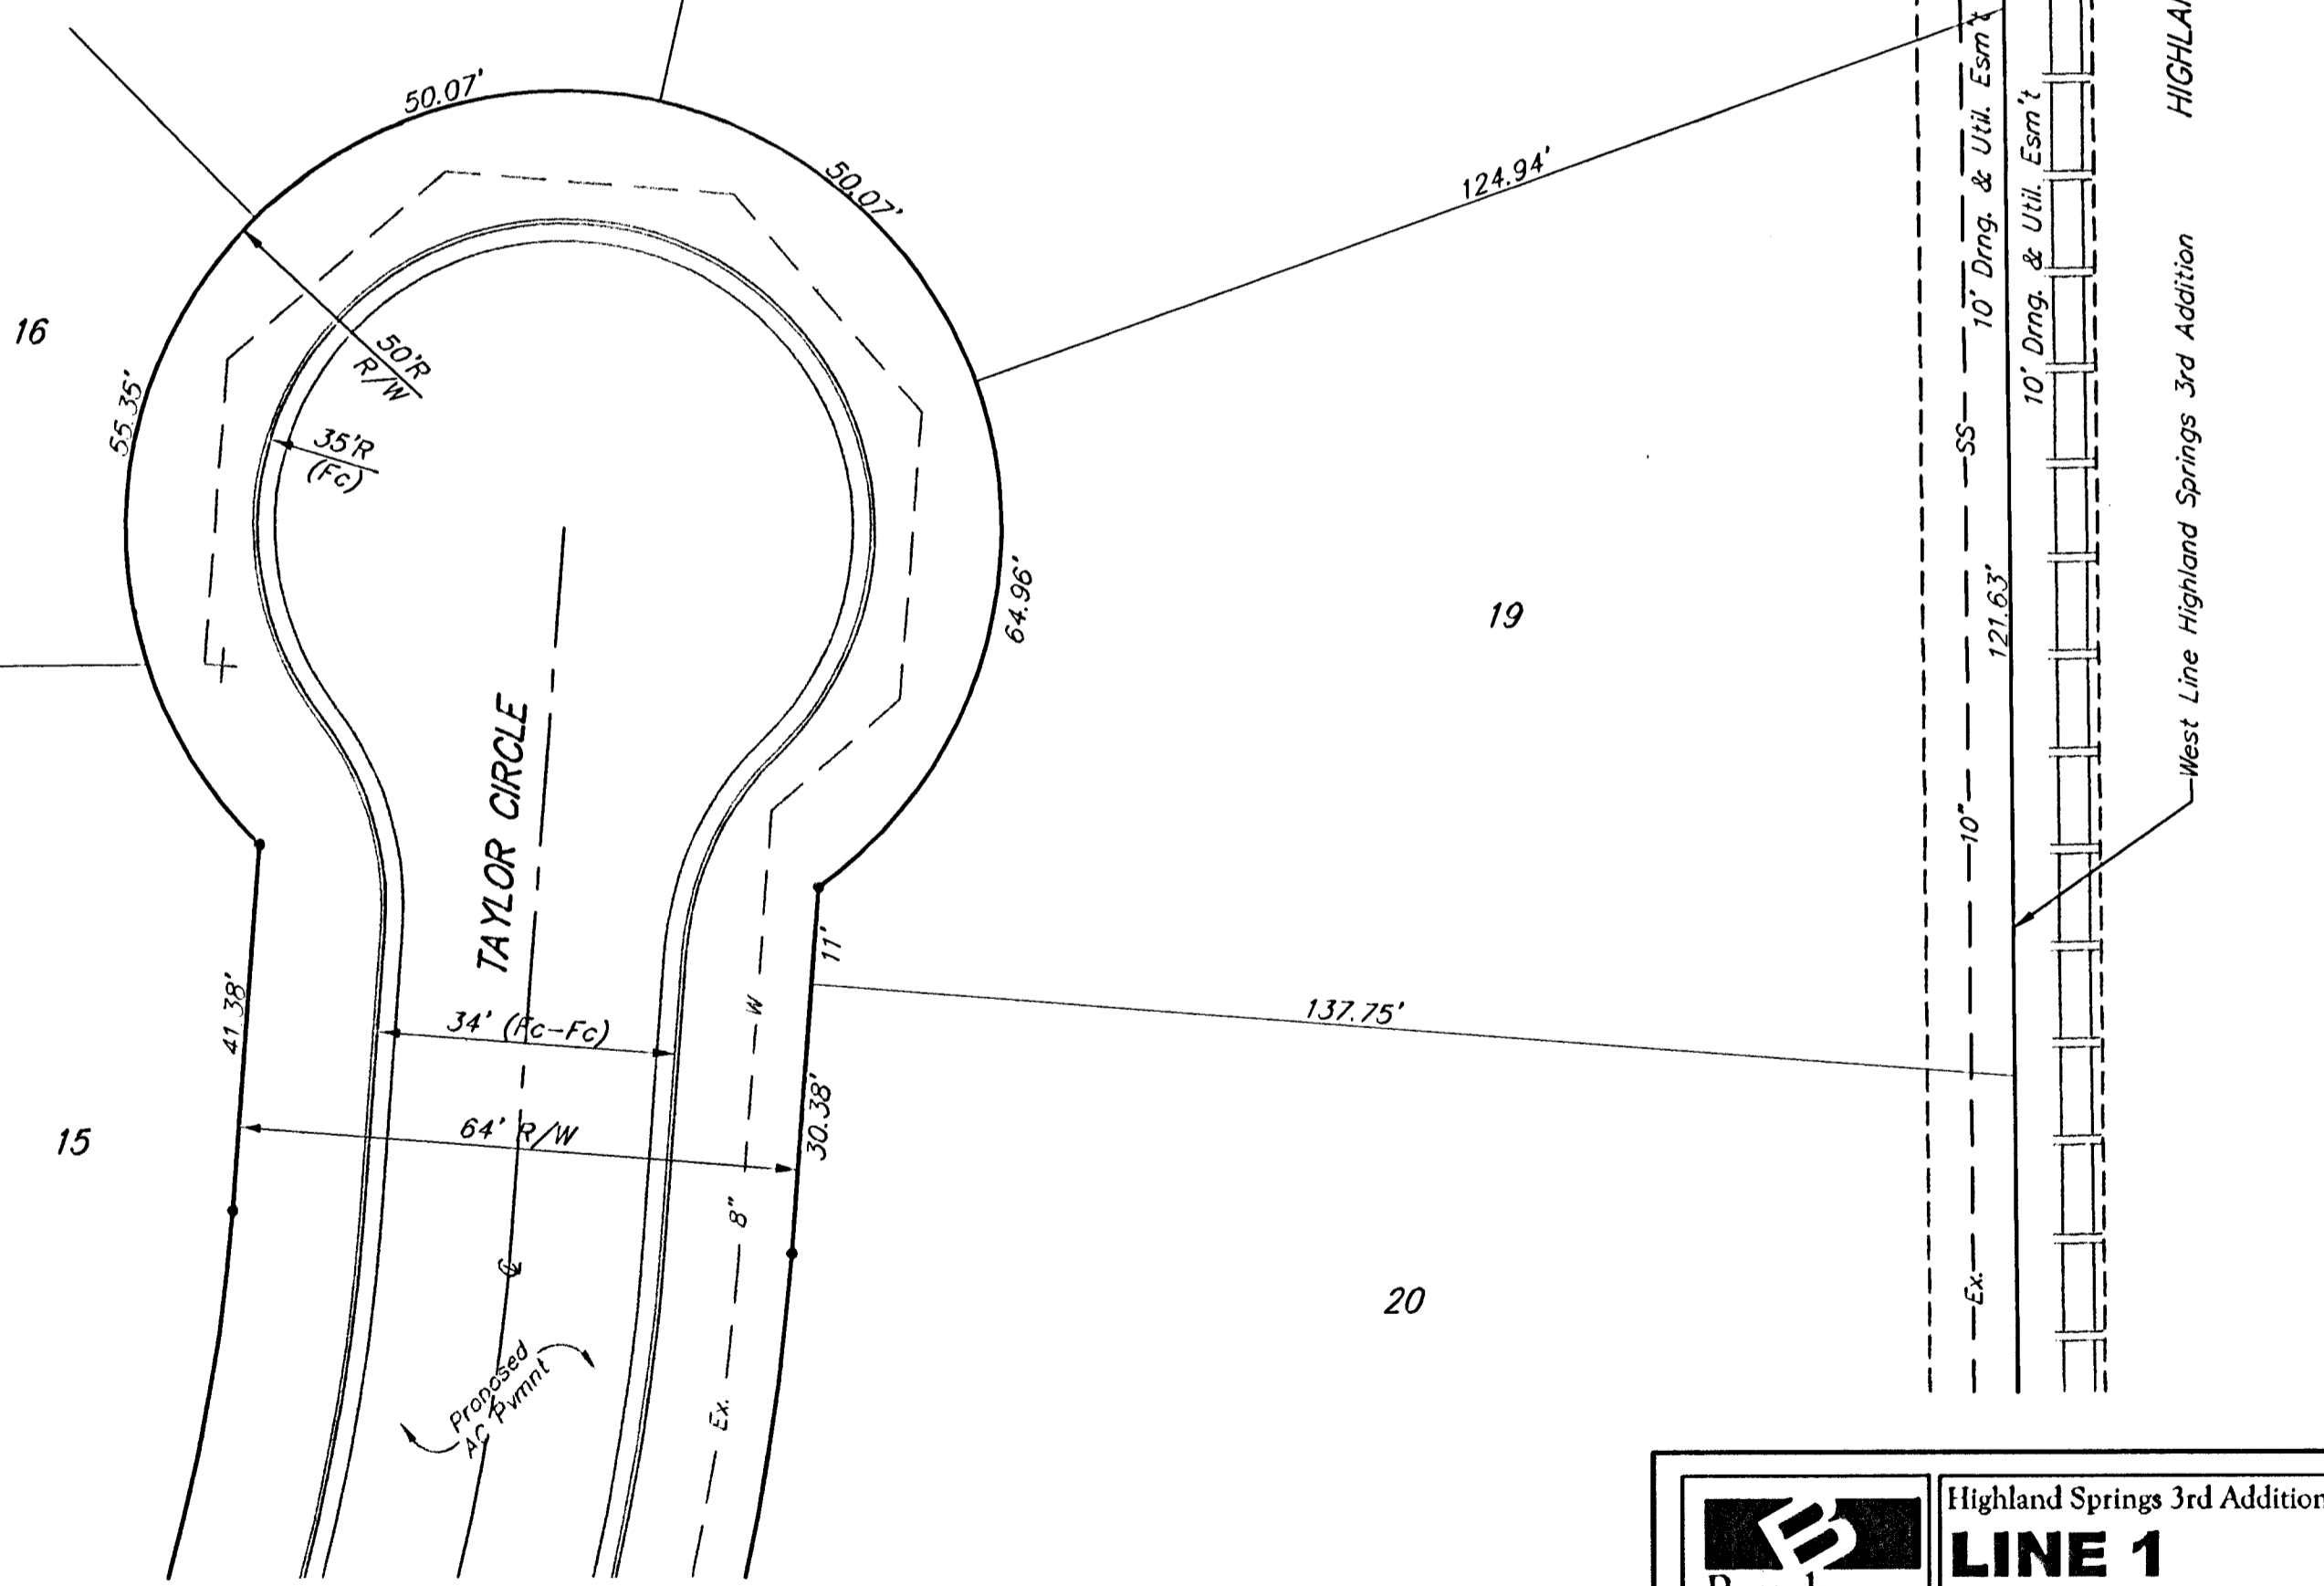 50.07'
50.07'
124.94'
10' Drng. & Util. Esm't
10' Drng. & Util. Esm't
West Line Highland Springs 3rd Addition
16
55.35'
50'R
R/W
35'R
(Fc)
SS
64.96'
19
121.63'
TAYLOR CIRCLE
10"
11'
41.38'
W
34' (Fc-Fc)
137.75'
30.38'
64' R/W
15
8"
20
Ex.
Proposed
AC Pvmnt
Ex.
Highland Springs 3rd Addition
LINE 1